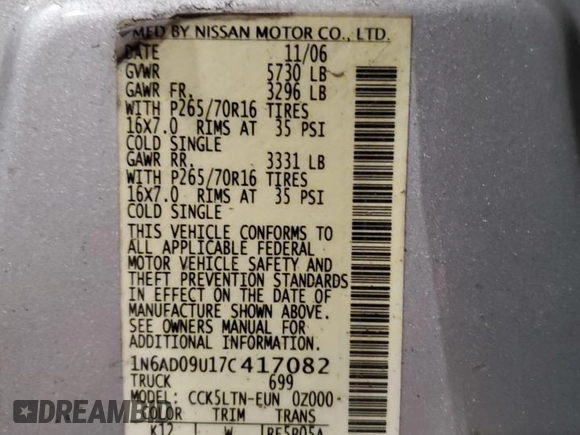 MFD BY NISSAN MOTOR CO., LTD.
DATE 11/06
GVWR 5730 LB
GAWR FR. 3296 LB
WITH P265/70R16 TIRES
16X7.0 RIMS AT 35 PSI
COLD SINGLE
GAWR RR. 3331 LB
WITH P265/70R16 TIRES
16X7.0 RIMS AT 35 PSI
COLD SINGLE
THIS VEHICLE CONFORMS TO
ALL APPLICABLE FEDERAL
MOTOR VEHICLE SAFETY AND
THEFT PREVENTION STANDARDS
IN EFFECT ON THE DATE OF
MANUFACTURE SHOWN ABOVE.
SEE OWNERS MANUAL FOR
ADDITIONAL INFORMATION.
1N6AD09U17C417082
TRUCK 699
MODEL: CCK5LTN-EUN 0Z000
COLOR TRIM TRANS
K12 W RE5R05A
BIDCARS